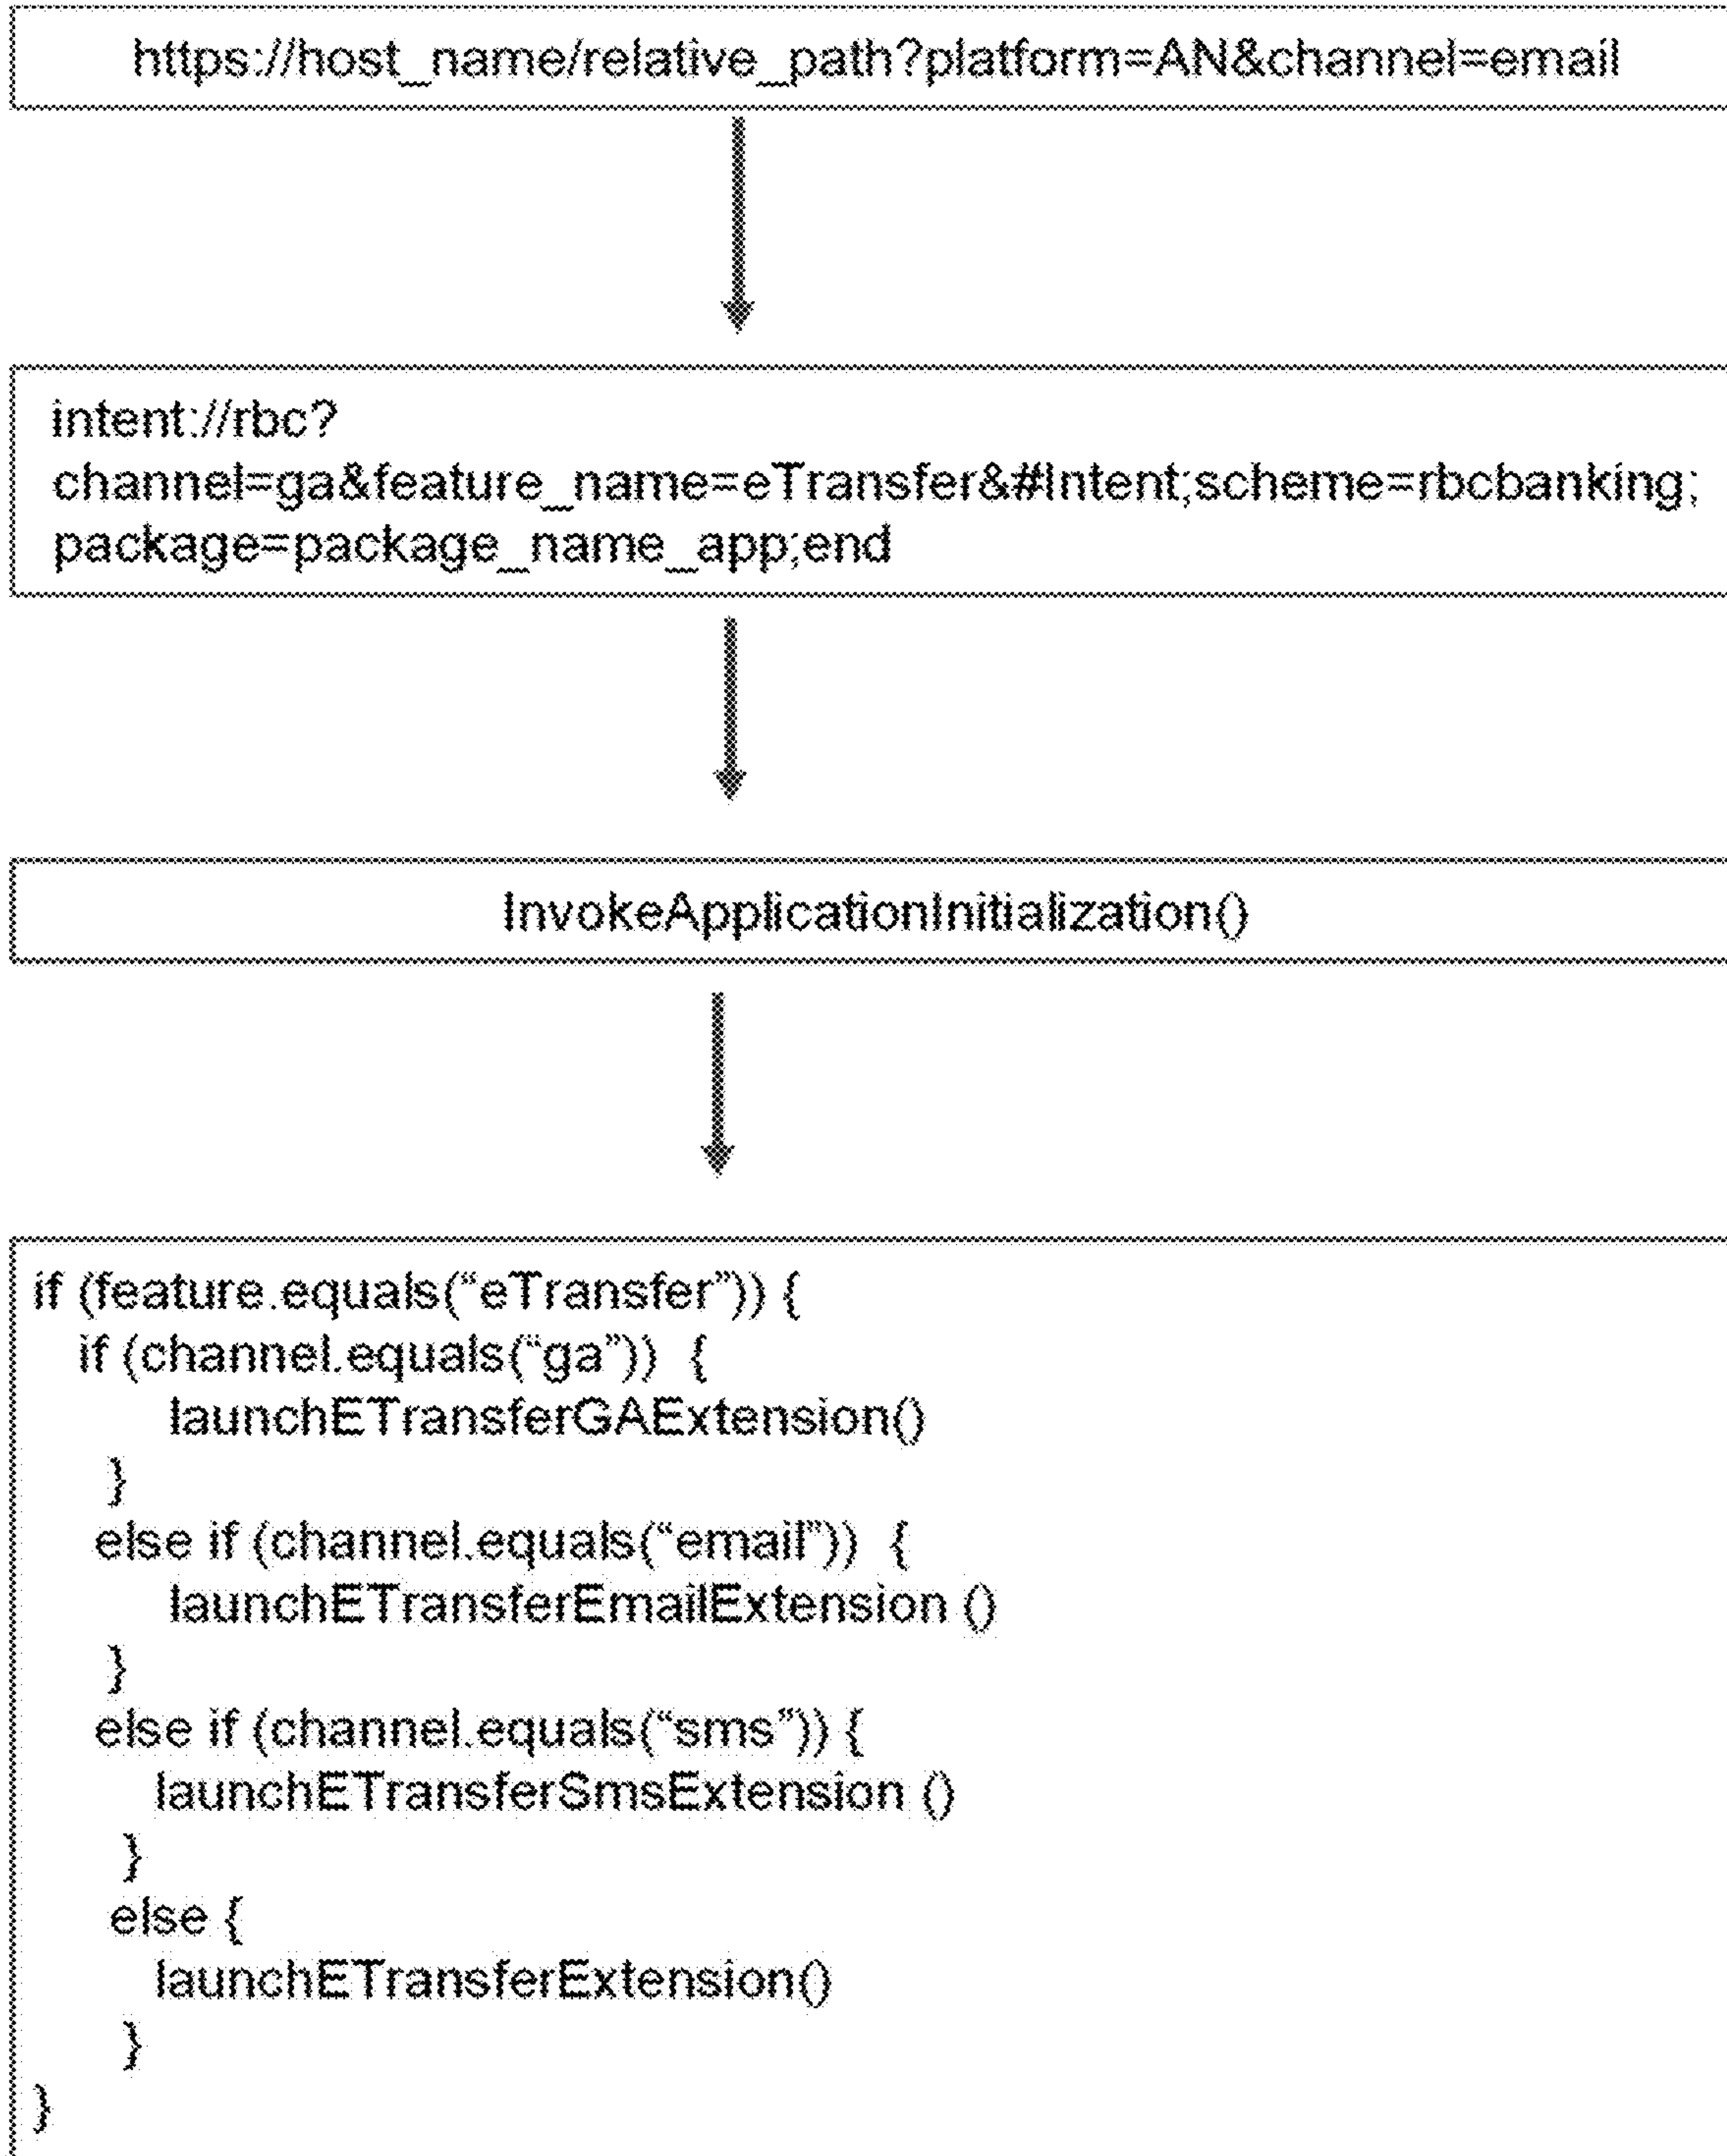 https://host_name/relative_path?platform=AN&channel=email
intent://rbc?
channel=ga&feature_name=eTransfer&#Intent;scheme=rbcbanking;
package=package_name_app;end
InvokeApplicationInitialization()
if (feature.equals(“eTransfer”)) {
if (channel.equals(“ga”)) {
launchETransferGAExtension()
}
else if (channel.equals(“email”)) {
launchETransferEmailExtension ()
}
else if (channel.equals(“sms”)) {
launchETransferSmsExtension ()
}
else {
launchETransferExtension()
}
}